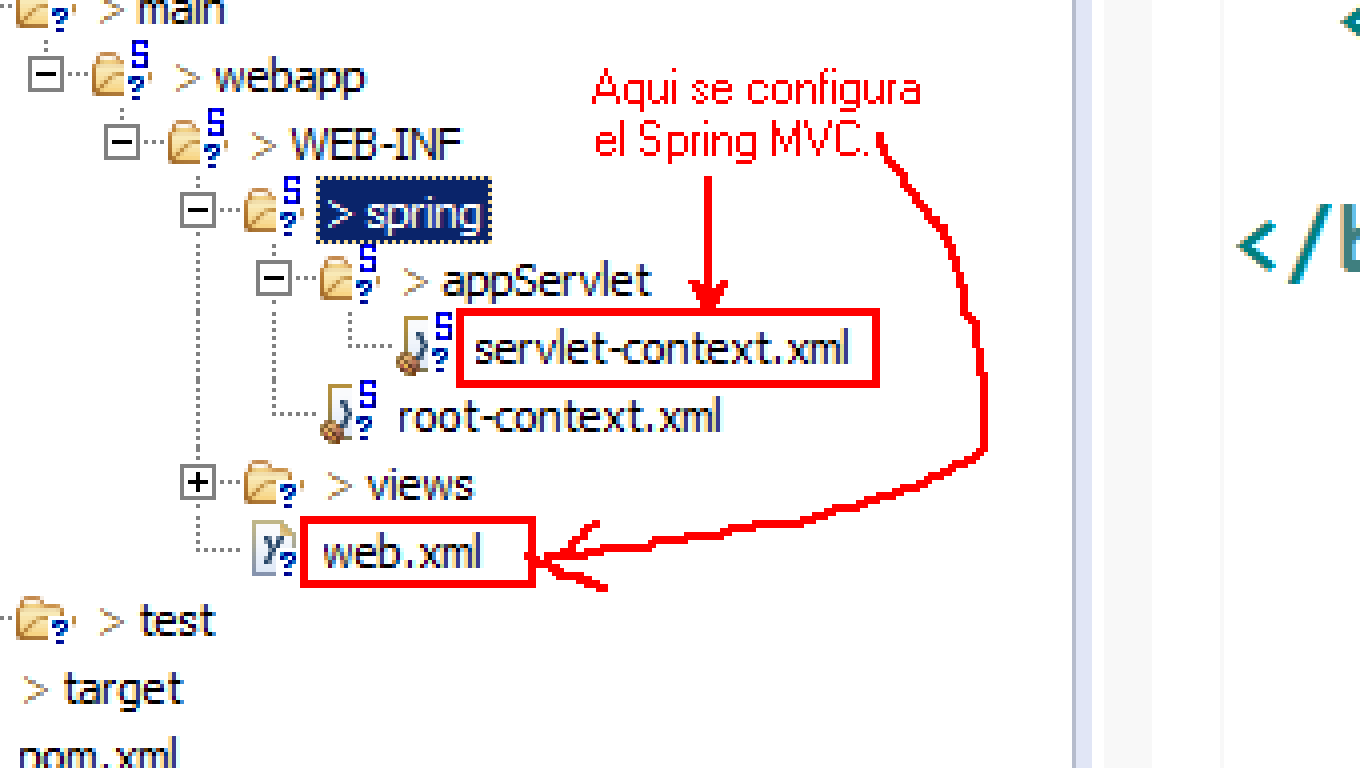 > main
> webapp
Aqui se configura
el Spring MVC.
> WEB-INF
> spring
> appServlet
servlet-context.xml
root-context.xml
> views
web.xml
> test
> target
pom.xml